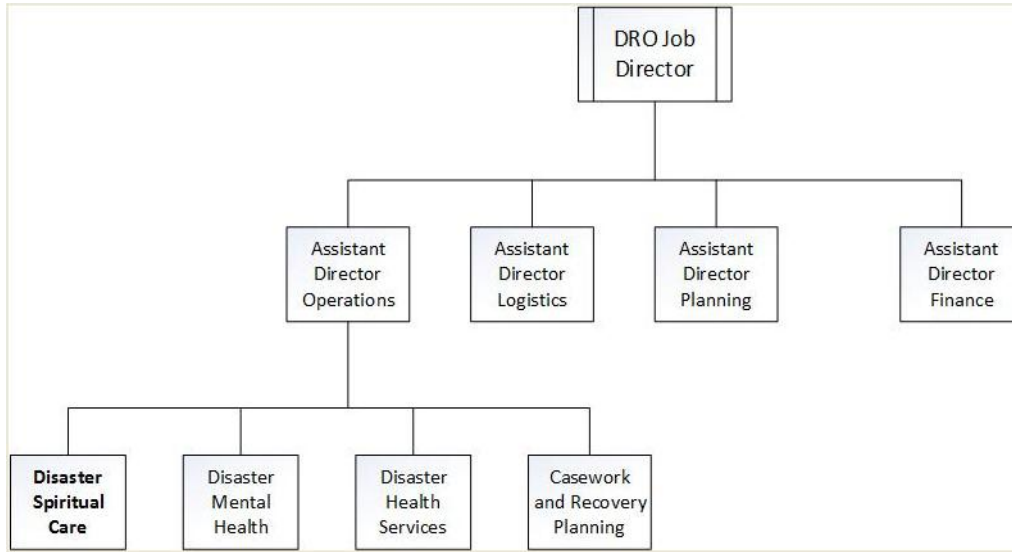 DRO Job
Director
Assistant
Director
Operations
Assistant
Director
Logistics
Assistant
Director
Planning
Assistant
Director
Finance
Disaster
Spiritual
Care
Disaster
Mental
Health
Disaster
Health
Services
Casework
and Recovery
Planning